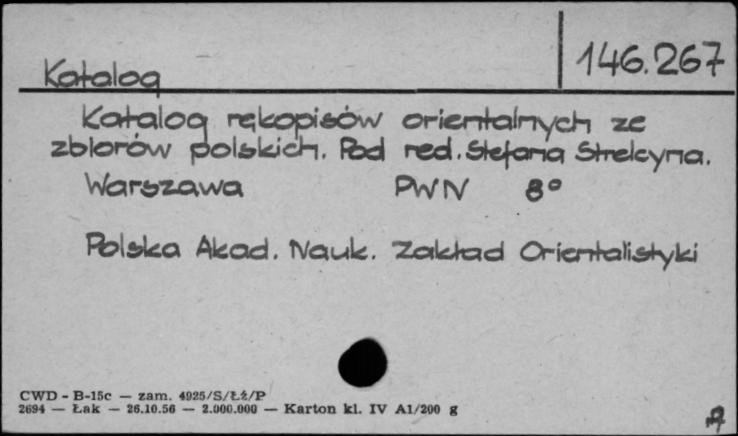 146.267
Katalog
Katalog rękopisów orientalnych ze
zbiorów polskich. Pod red. Stefana Strelcyna.
Warszawa PWN 8°
Polska Akad. Nauk. Zakład Orientalistyki
CWD - B-15c — zam. 4925/S/Łż/P
2694 — Łak — 26.10.56 — 2.000.000 — Karton kl. IV A1/200 g